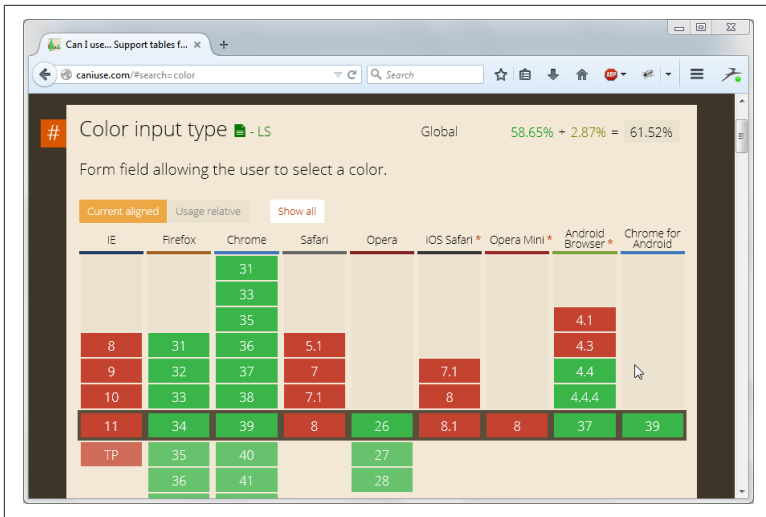 Can I use... Support tables f... × +
caniuse.com/#search=color Search ABP
# Color input type - LS Global 58.65% + 2.87% = 61.52%
Form field allowing the user to select a color.
Current aligned Usage relative Show all
IE Firefox Chrome Safari Opera iOS Safari * Opera Mini * Android Browser * Chrome for Android
31
33
35 4.1
8 31 36 5.1 4.3
9 32 37 7 7.1 4.4
10 33 38 7.1 8 4.4.4
11 34 39 8 26 8.1 8 37 39
TP 35 40 27
36 41 28